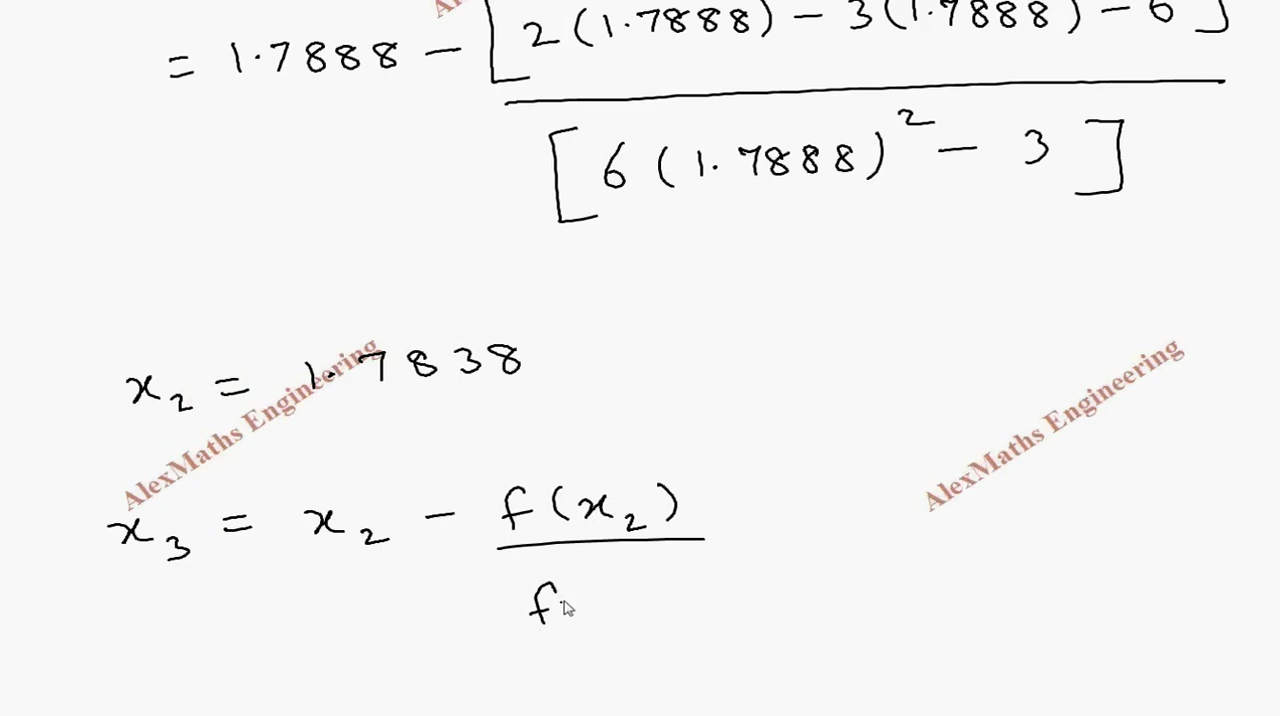 2(1.7888) - 3(1.7888) - 6]
= 1.7888 - [
[6(1.7888)² - 3]
x₂ = 1.7838
AlexMaths Engineering
AlexMaths Engineering
x₃ = x₂ - f(x₂)
f